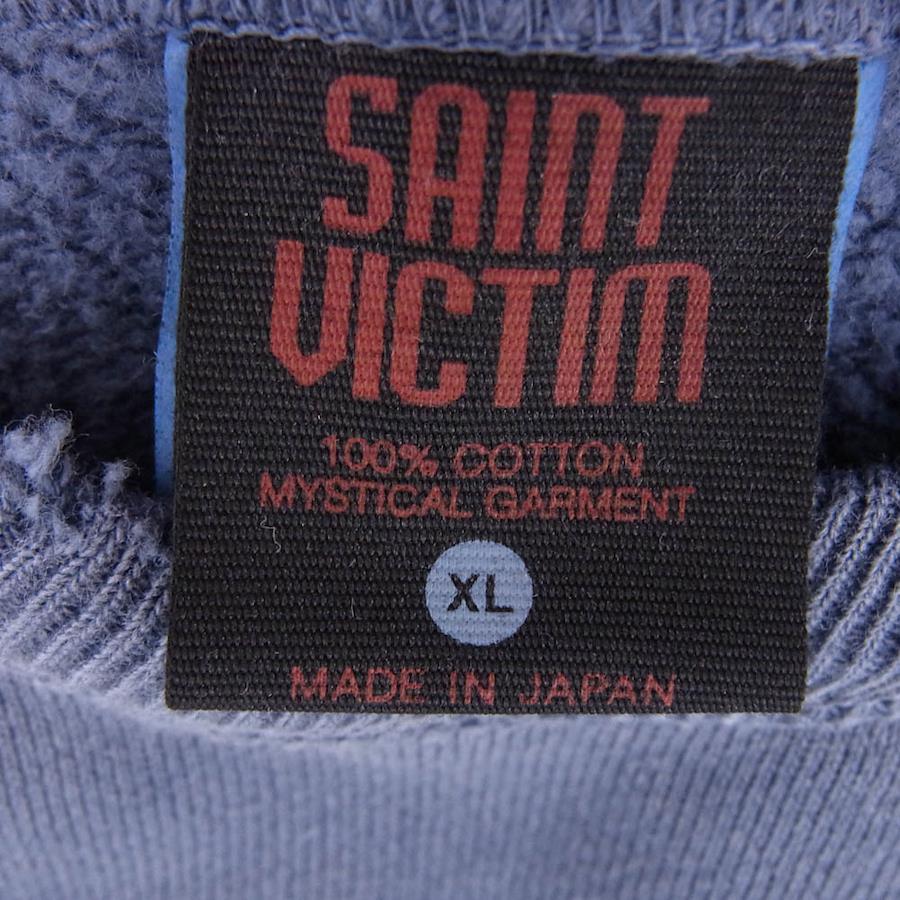 SAINT
VICTIM
100% COTTON
MYSTICAL GARMENT
XL
MADE IN JAPAN